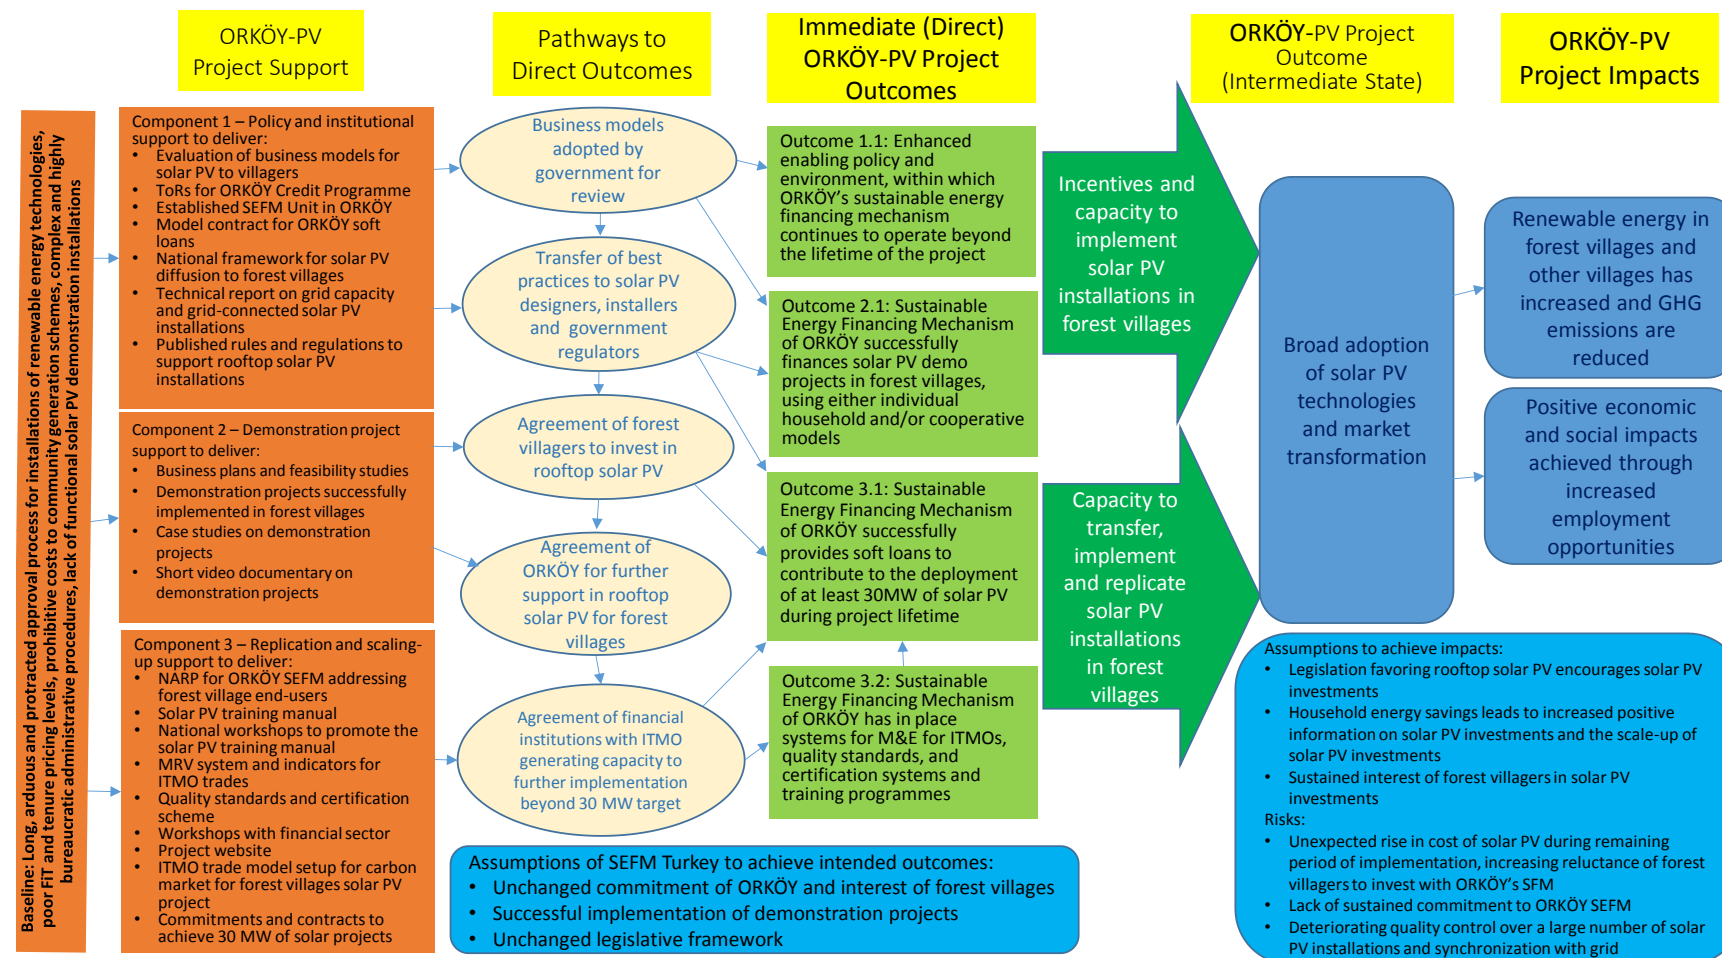 ORKÖY-PV
Project Support
Pathways to
Direct Outcomes
Immediate (Direct)
ORKÖY-PV Project
Outcomes
ORKÖY-PV Project
Outcome
(Intermediate State)
ORKÖY-PV
Project Impacts
Baseline: Long, arduous and protracted approval process for installations of renewable energy technologies,
poor FiT and tenure pricing levels, prohibitive costs to community generation schemes, complex and highly
bureaucratic administrative procedures, lack of functional solar PV demonstration installations
Component 1 – Policy and institutional
support to deliver:
• Evaluation of business models for
solar PV to villagers
• ToRs for ORKÖY Credit Programme
• Established SEFM Unit in ORKÖY
• Model contract for ORKÖY soft
loans
• National framework for solar PV
diffusion to forest villages
• Technical report on grid capacity
and grid-connected solar PV
installations
• Published rules and regulations to
support rooftop solar PV
installations
Component 2 – Demonstration project
support to deliver:
• Business plans and feasibility studies
• Demonstration projects successfully
implemented in forest villages
• Case studies on demonstration
projects
• Short video documentary on
demonstration projects
Component 3 – Replication and scaling-
up support to deliver:
• NARP for ORKÖY SEFM addressing
forest village end-users
• Solar PV training manual
• National workshops to promote the
solar PV training manual
• MRV system and indicators for
ITMO trades
• Quality standards and certification
scheme
• Workshops with financial sector
• Project website
• ITMO trade model setup for carbon
market for forest villages solar PV
project
• Commitments and contracts to
achieve 30 MW of solar projects
Business models
adopted by
government for
review
Transfer of best
practices to solar PV
designers, installers
and government
regulators
Agreement of forest
villagers to invest in
rooftop solar PV
Agreement of
ORKÖY for further
support in rooftop
solar PV for forest
villages
Agreement of financial
institutions with ITMO
generating capacity to
further implementation
beyond 30 MW target
Outcome 1.1: Enhanced
enabling policy and
environment, within which
ORKÖY's sustainable energy
financing mechanism
continues to operate beyond
the lifetime of the project
Outcome 2.1: Sustainable
Energy Financing Mechanism
of ORKÖY successfully
finances solar PV demo
projects in forest villages,
using either individual
household and/or cooperative
models
Outcome 3.1: Sustainable
Energy Financing Mechanism
of ORKÖY successfully
provides soft loans to
contribute to the deployment
of at least 30MW of solar PV
during project lifetime
Outcome 3.2: Sustainable
Energy Financing Mechanism
of ORKÖY has in place
systems for M&E for ITMOs,
quality standards, and
certification systems and
training programmes
Assumptions of SEFM Turkey to achieve intended outcomes:
• Unchanged commitment of ORKÖY and interest of forest villages
• Successful implementation of demonstration projects
• Unchanged legislative framework
Incentives and
capacity to
implement
solar PV
installations in
forest villages
Capacity to
transfer,
implement
and replicate
solar PV
installations
in forest
villages
Broad adoption
of solar PV
technologies
and market
transformation
Renewable energy in
forest villages and
other villages has
increased and GHG
emissions are
reduced
Positive economic
and social impacts
achieved through
increased
employment
opportunities
Assumptions to achieve impacts:
• Legislation favoring rooftop solar PV encourages solar PV
investments
• Household energy savings leads to increased positive
information on solar PV investments and the scale-up of
solar PV investments
• Sustained interest of forest villagers in solar PV
investments
Risks:
• Unexpected rise in cost of solar PV during remaining
period of implementation, increasing reluctance of forest
villagers to invest with ORKÖY's SFM
• Lack of sustained commitment to ORKÖY SEFM
• Deteriorating quality control over a large number of solar
PV installations and synchronization with grid